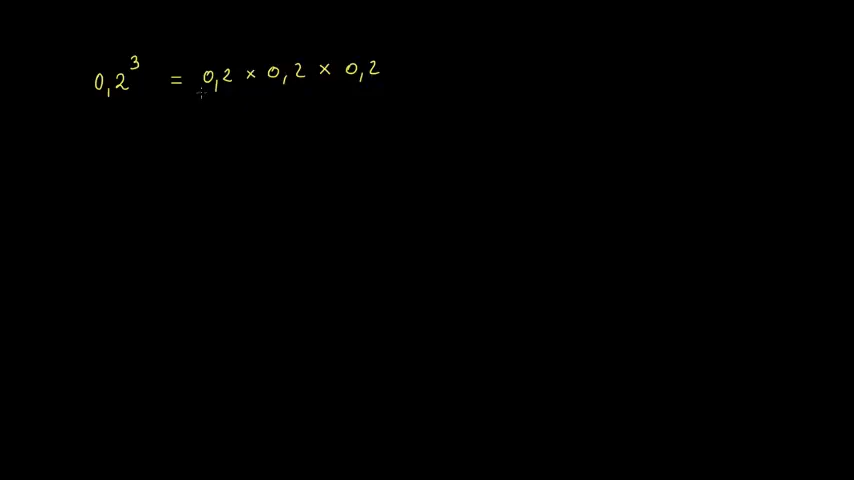 0,2³ = 0,2 × 0,2 × 0,2